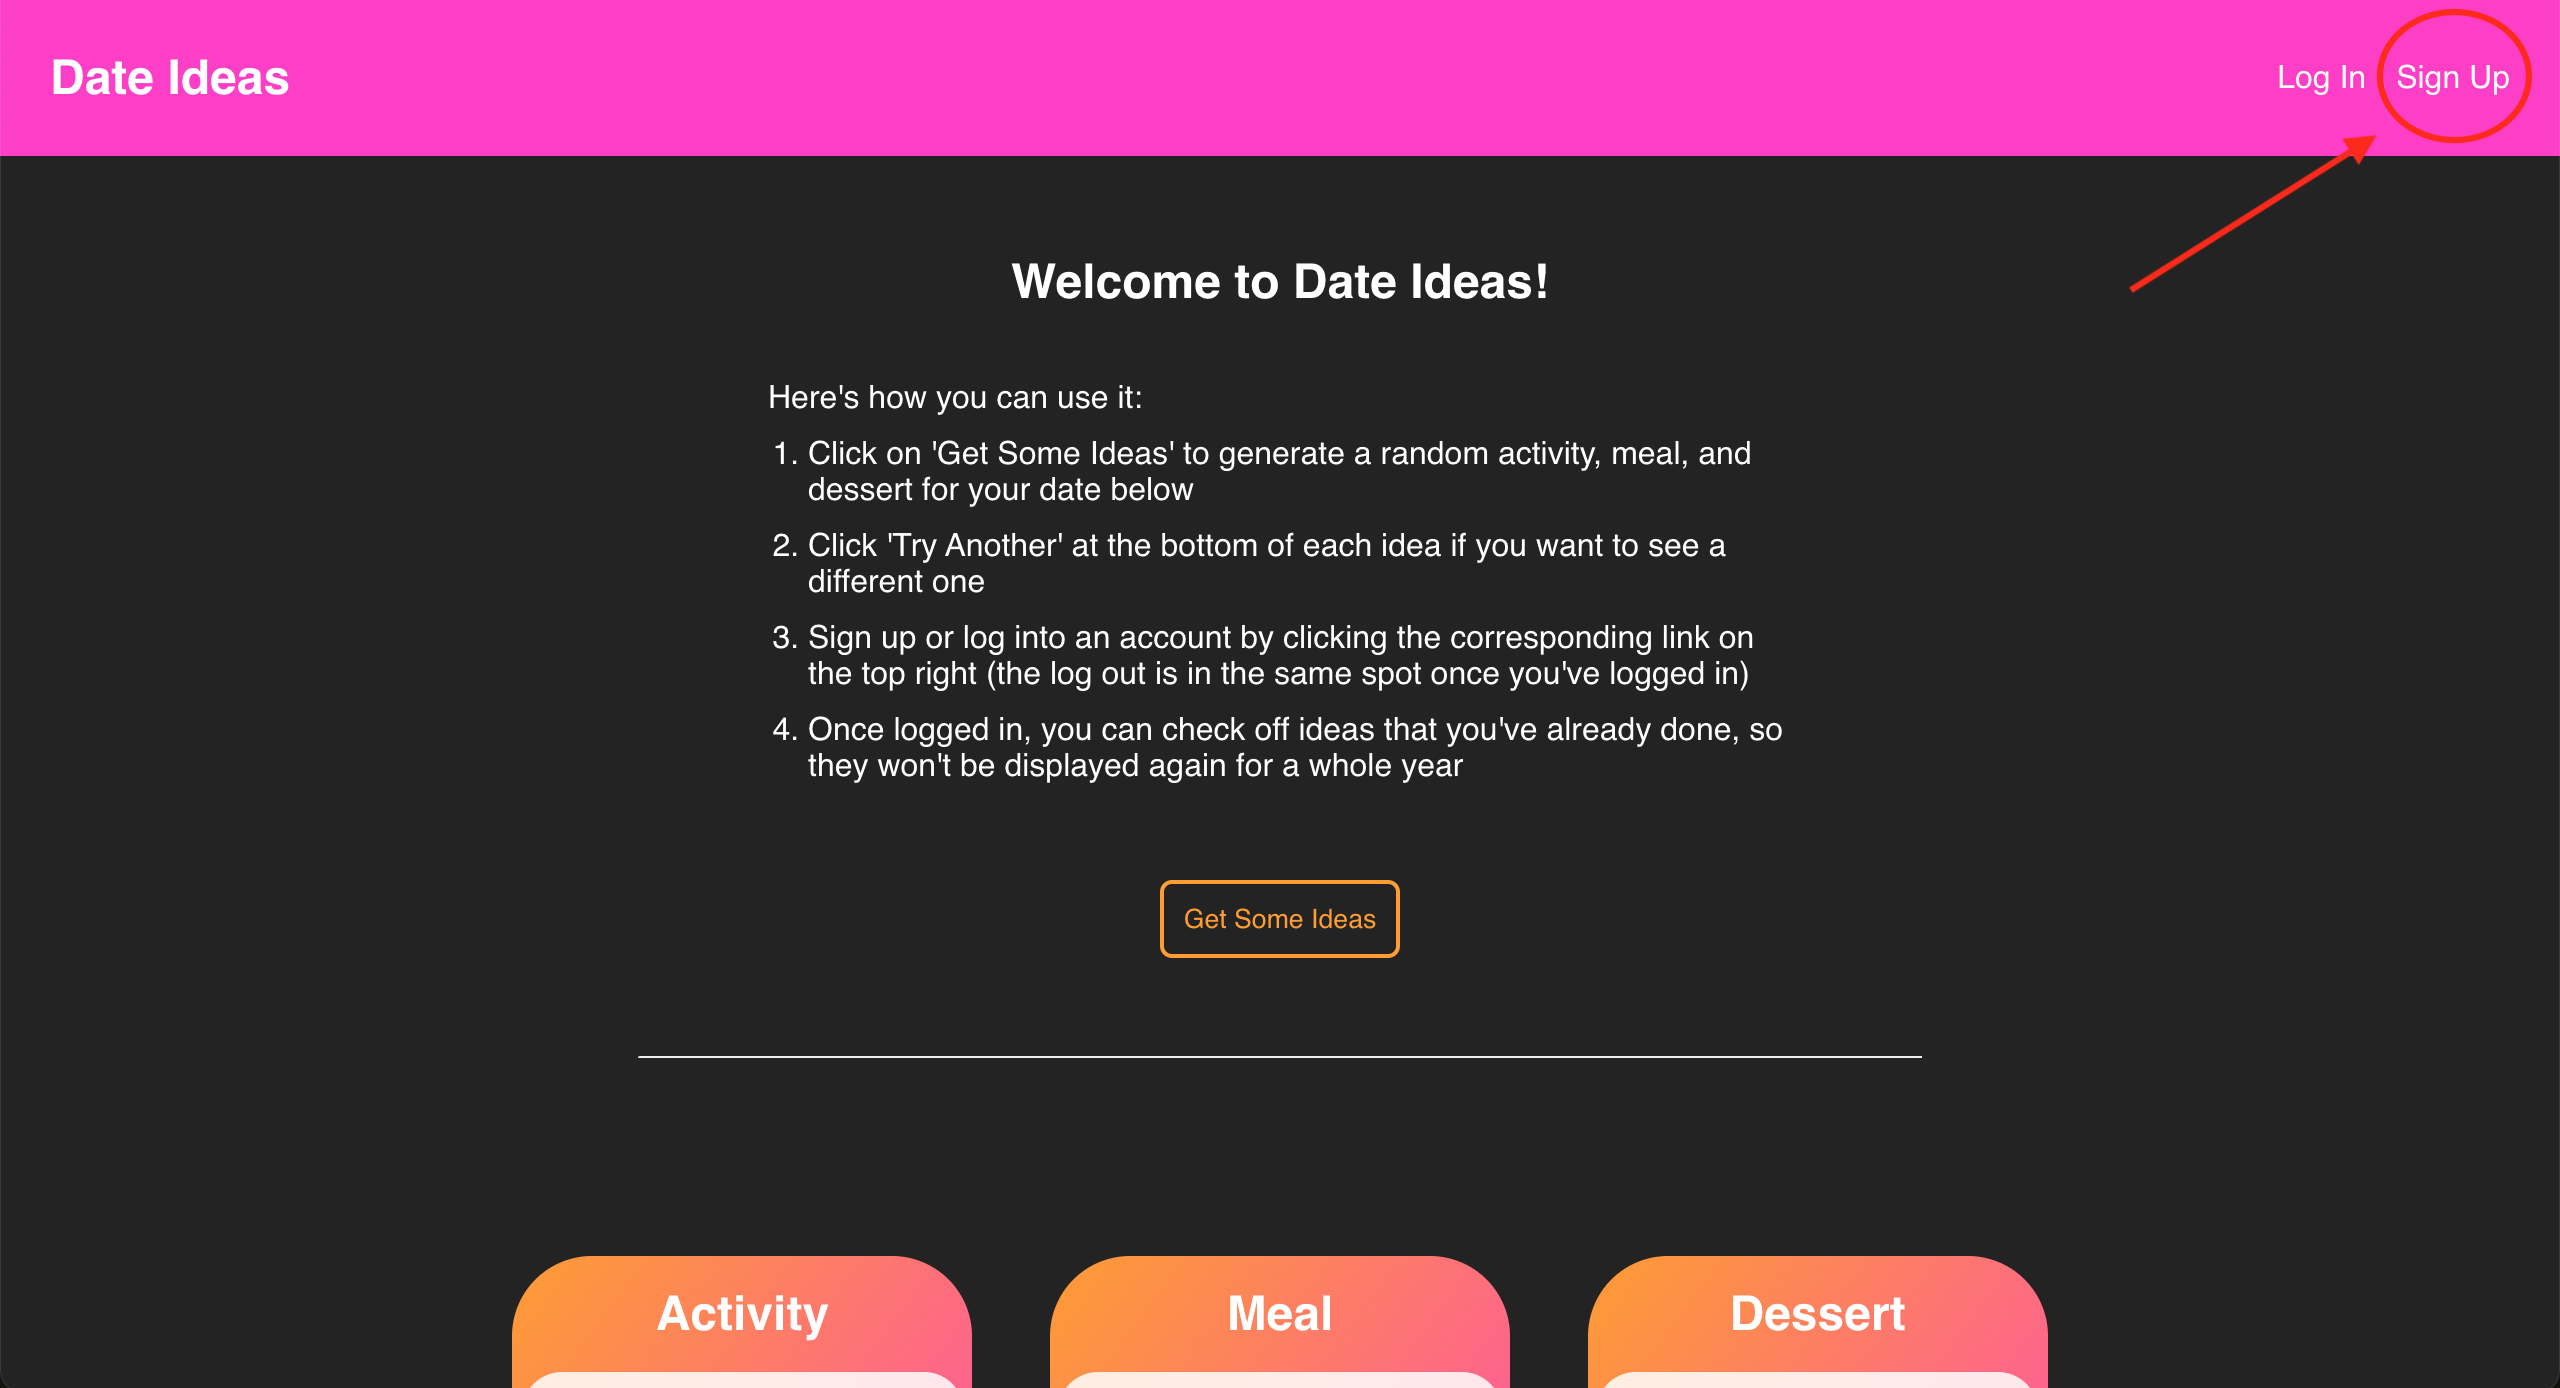 Date Ideas
Log In
Sign Up
Welcome to Date Ideas!
Here's how you can use it:
1. Click on 'Get Some Ideas' to generate a random activity, meal, and
dessert for your date below
2. Click 'Try Another' at the bottom of each idea if you want to see a
different one
3. Sign up or log into an account by clicking the corresponding link on
the top right (the log out is in the same spot once you've logged in)
4. Once logged in, you can check off ideas that you've already done, so
they won't be displayed again for a whole year
Get Some Ideas
Activity
Meal
Dessert